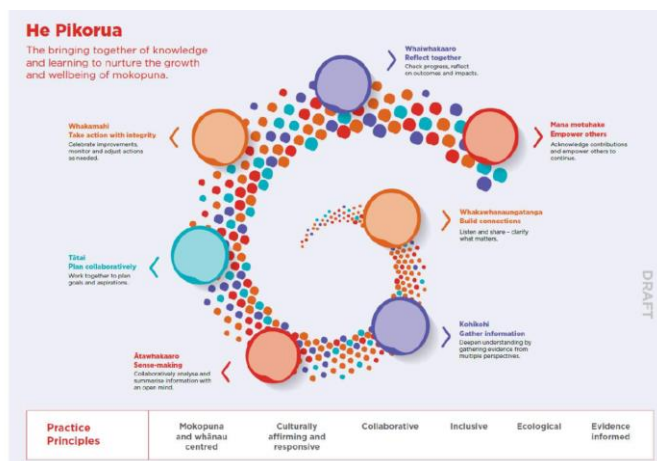 He Pikorua
The bringing together of knowledge
and learning to nurture the growth
and wellbeing of mokopuna.
Whaiwhakaaro
Reflect together
Check progress, reflect
on outcomes and impacts.
Whakamahi
Take action with integrity
Celebrate improvements,
monitor and adjust actions
as needed.
Mana motuhake
Empower others
Acknowledge contributions
and empower others to
continue.
Whakawhanaungatanga
Build connections
Listen and share – clarity
what matters.
Tātai
Plan collaboratively
Work together to plan
goals and aspirations.
Kohikohi
Gather information
Deepen understanding by
gathering evidence from
multiple perspectives.
Ātawhakaaro
Sense-making
Collaboratively analyse and
summarise information with
an open mind.
DRAFT
Practice
Principles
Mokopuna
and whānau
centred
Culturally
affirming and
responsive
Collaborative
Inclusive
Ecological
Evidence
informed